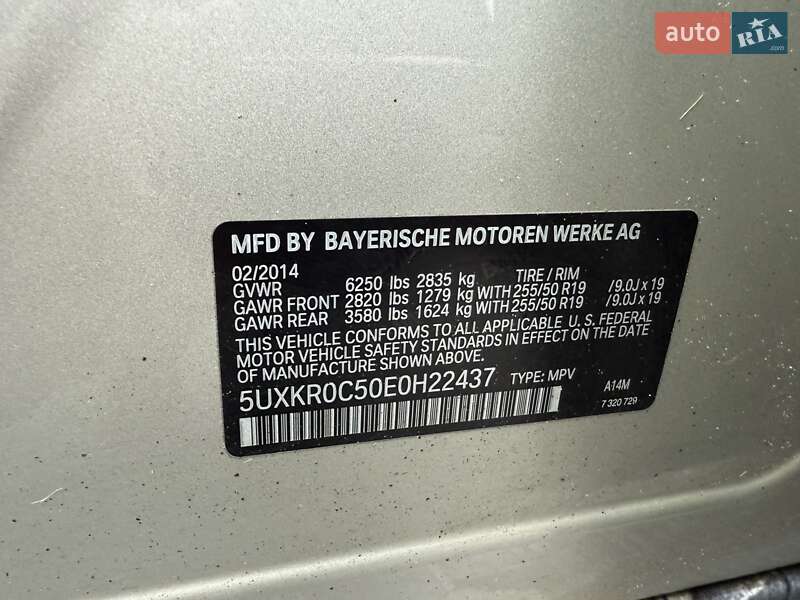 auto RIA .com
MFD BY BAYERISCHE MOTOREN WERKE AG
02/2014
GVWR 6250 lbs 2835 kg TIRE / RIM
GAWR FRONT 2820 lbs 1279 kg WITH 255/50 R19 /9.0J x 19
GAWR REAR 3580 lbs 1624 kg WITH 255/50 R19 /9.0J x 19
THIS VEHICLE CONFORMS TO ALL APPLICABLE U.S. FEDERAL
MOTOR VEHICLE SAFETY STANDARDS IN EFFECT ON THE DATE
OF MANUFACTURE SHOWN ABOVE.
5UXKR0C50E0H22437 TYPE: MPV A14M
7 320 729